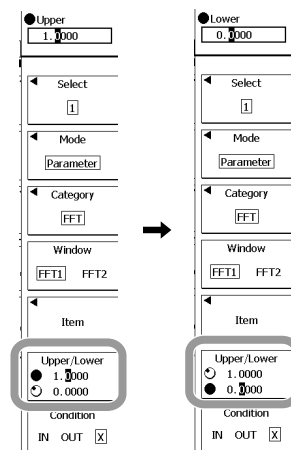 Upper
1.0000
Select
1
Mode
Parameter
Category
FFT
Window
FFT1 FFT2
Item
Upper/Lower
1.0000
0.0000
Condition
IN OUT X
Lower
0.0000
Select
1
Mode
Parameter
Category
FFT
Window
FFT1 FFT2
Item
Upper/Lower
1.0000
0.0000
Condition
IN OUT X